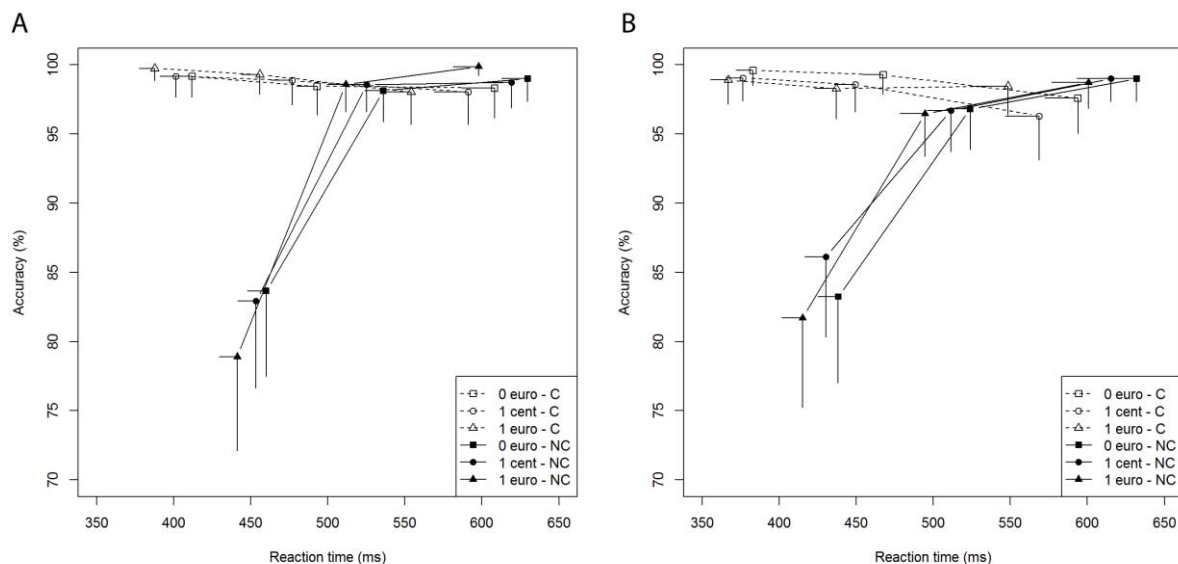 A
100
95
90
85
80
75
70
Accuracy (%)
350 400 450 500 550 600 650
Reaction time (ms)
0 euro - C
1 cent - C
1 euro - C
0 euro - NC
1 cent - NC
1 euro - NC
B
100
95
90
85
80
75
70
Accuracy (%)
350 400 450 500 550 600 650
Reaction time (ms)
0 euro - C
1 cent - C
1 euro - C
0 euro - NC
1 cent - NC
1 euro - NC